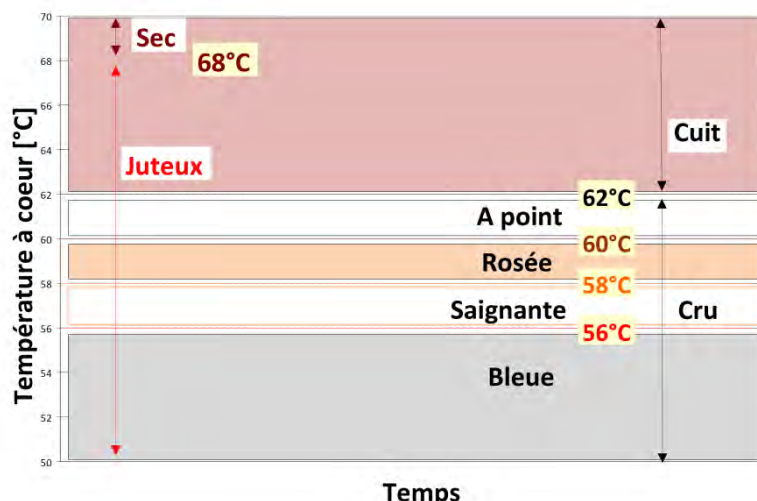 Température à coeur [°C]
70
68
66
64
62
60
58
56
54
52
50
Sec
68°C
Juteux
Cuit
62°C
A point
60°C
Rosée
58°C
Saignante
Cru
56°C
Bleue
Temps